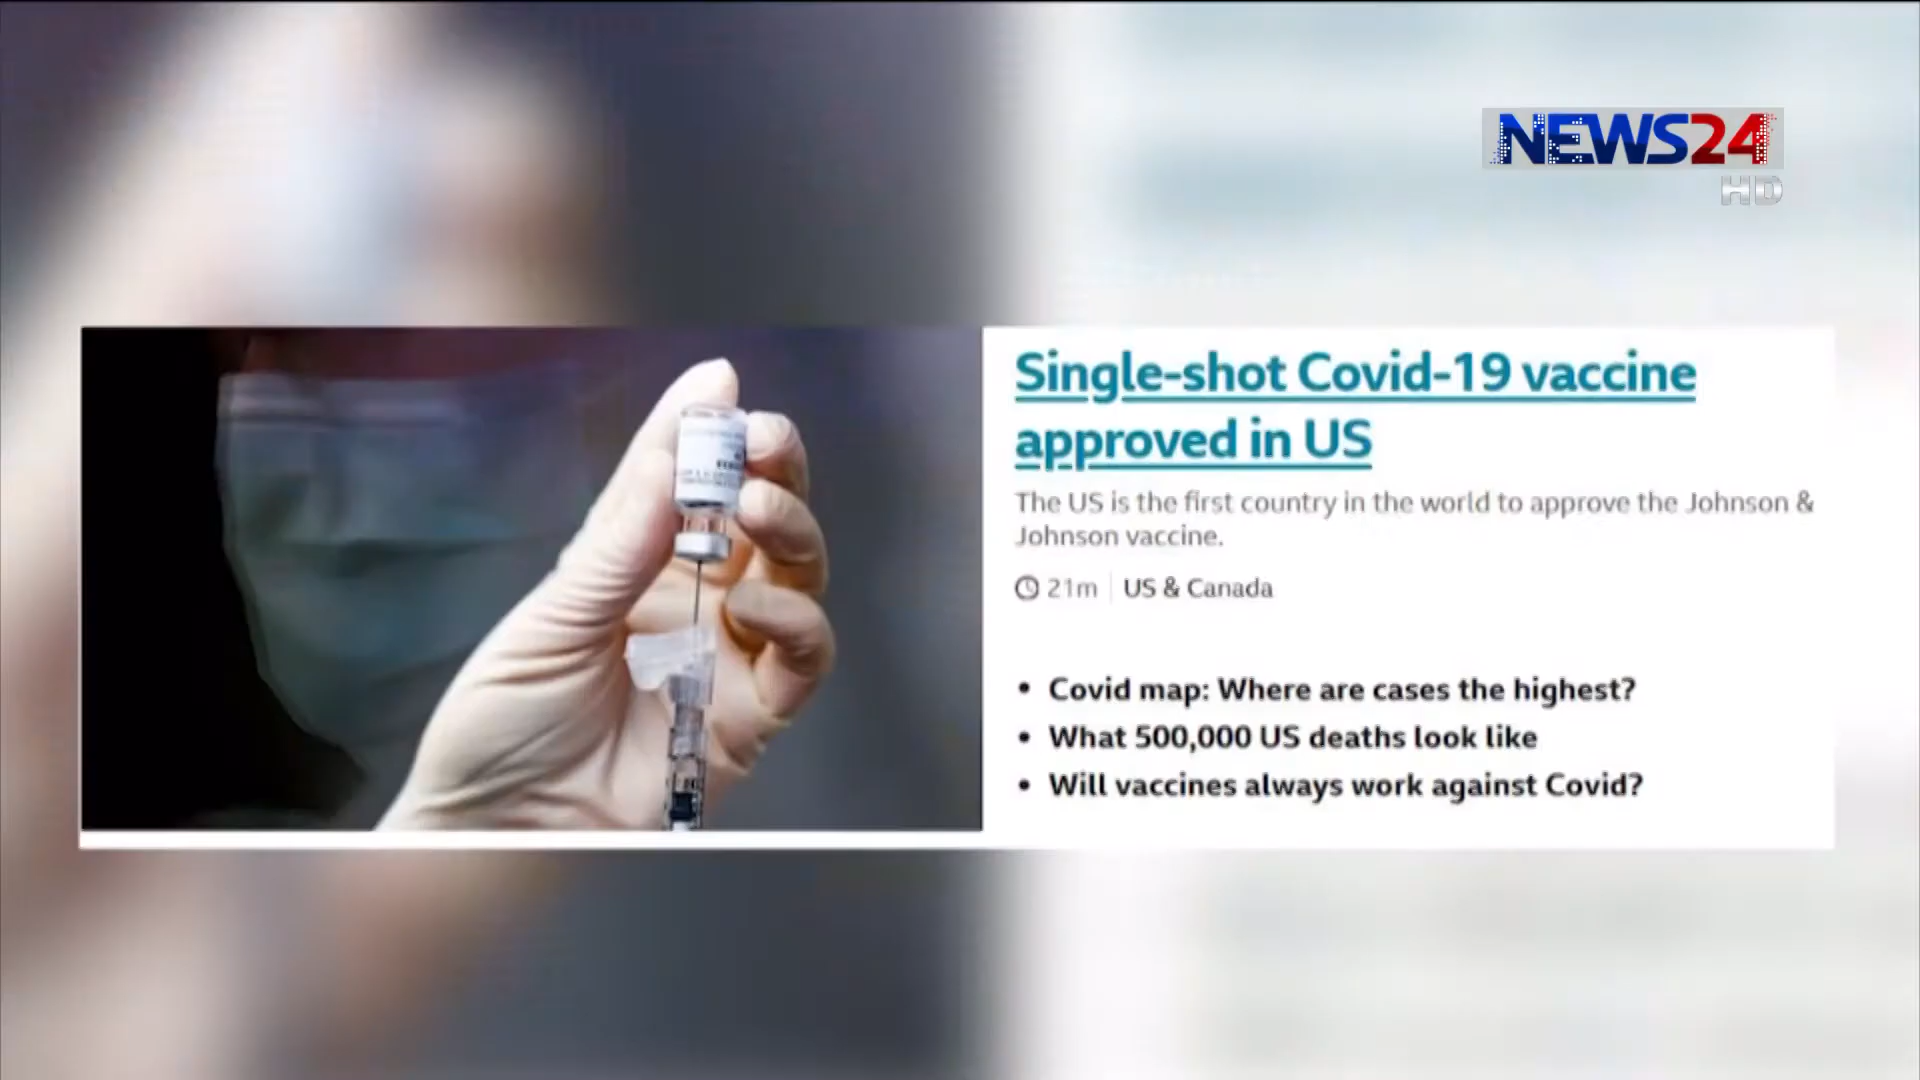 NEWS24
HD
Single-shot Covid-19 vaccine
approved in US
The US is the first country in the world to approve the Johnson &
Johnson vaccine.
21m | US & Canada
• Covid map: Where are cases the highest?
• What 500,000 US deaths look like
• Will vaccines always work against Covid?